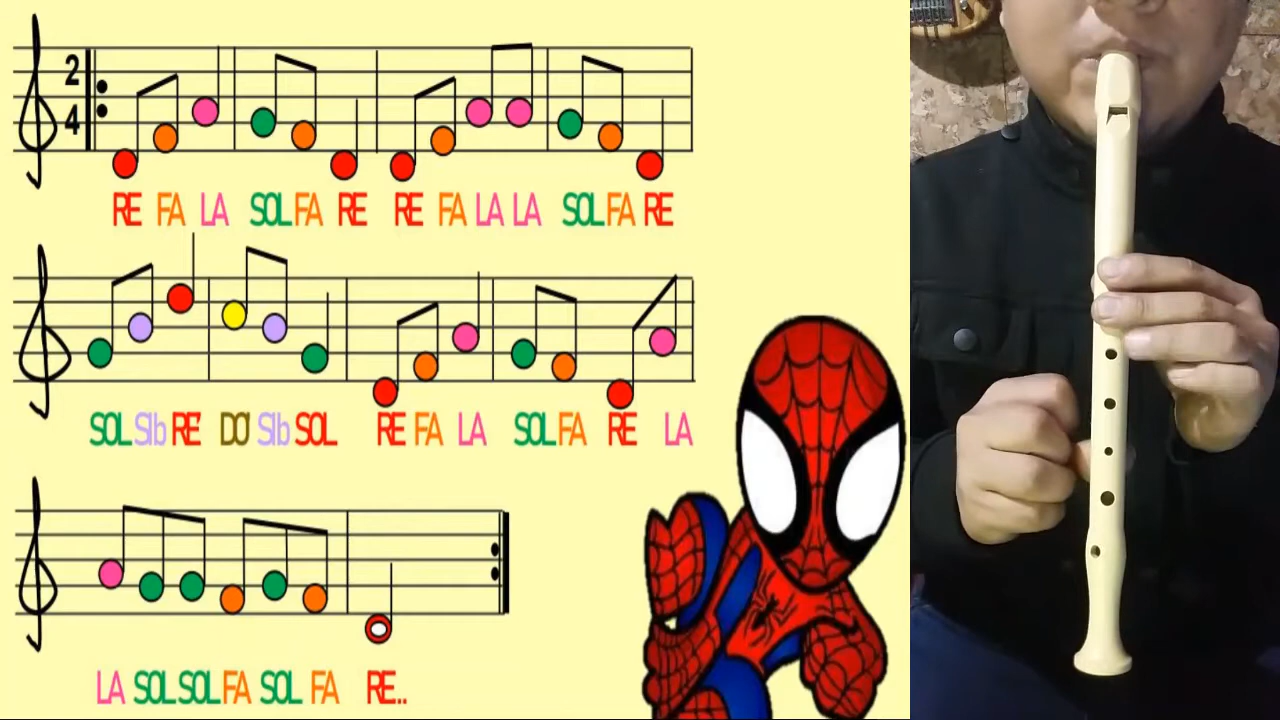 2
4
RE FA LA SOL FA RE RE FA LA LA SOL FA RE
SOL SIb RE' DO' SIb SOL RE FA LA SOL FA RE LA
LA SOL SOL FA SOL FA RE..